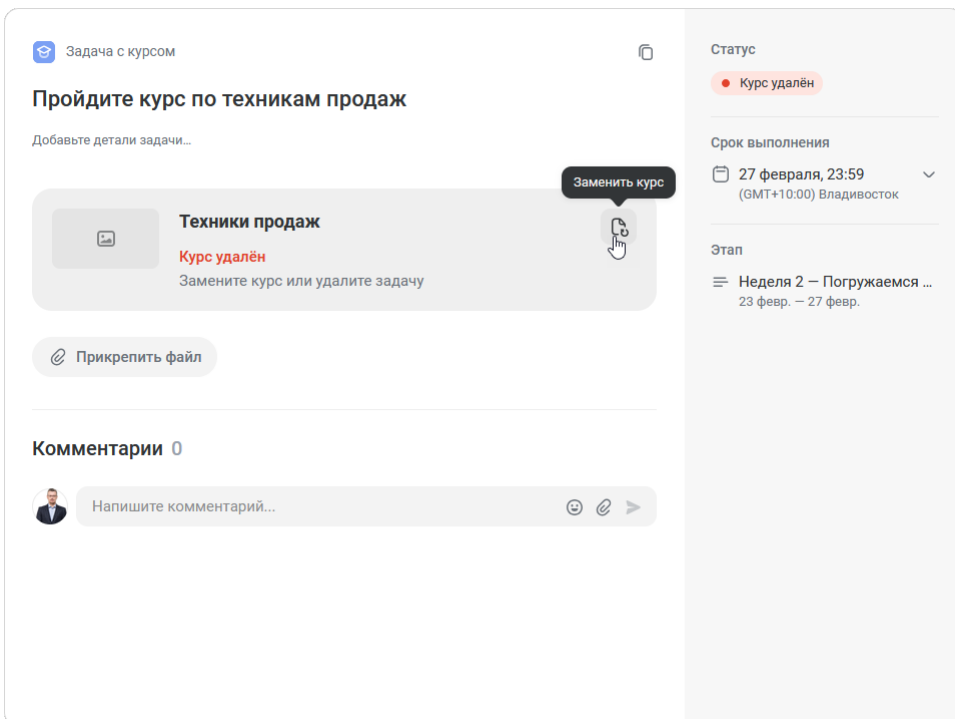 Задача с курсом
Пройдите курс по техникам продаж
Добавьте детали задачи...
Заменить курс
Техники продаж
Курс удалён
Замените курс или удалите задачу
Прикрепить файл
Комментарии 0
Напишите комментарий...
Статус
Курс удалён
Срок выполнения
27 февраля, 23:59
(GMT+10:00) Владивосток
Этап
Неделя 2 — Погружаемся ...
23 февр. — 27 февр.